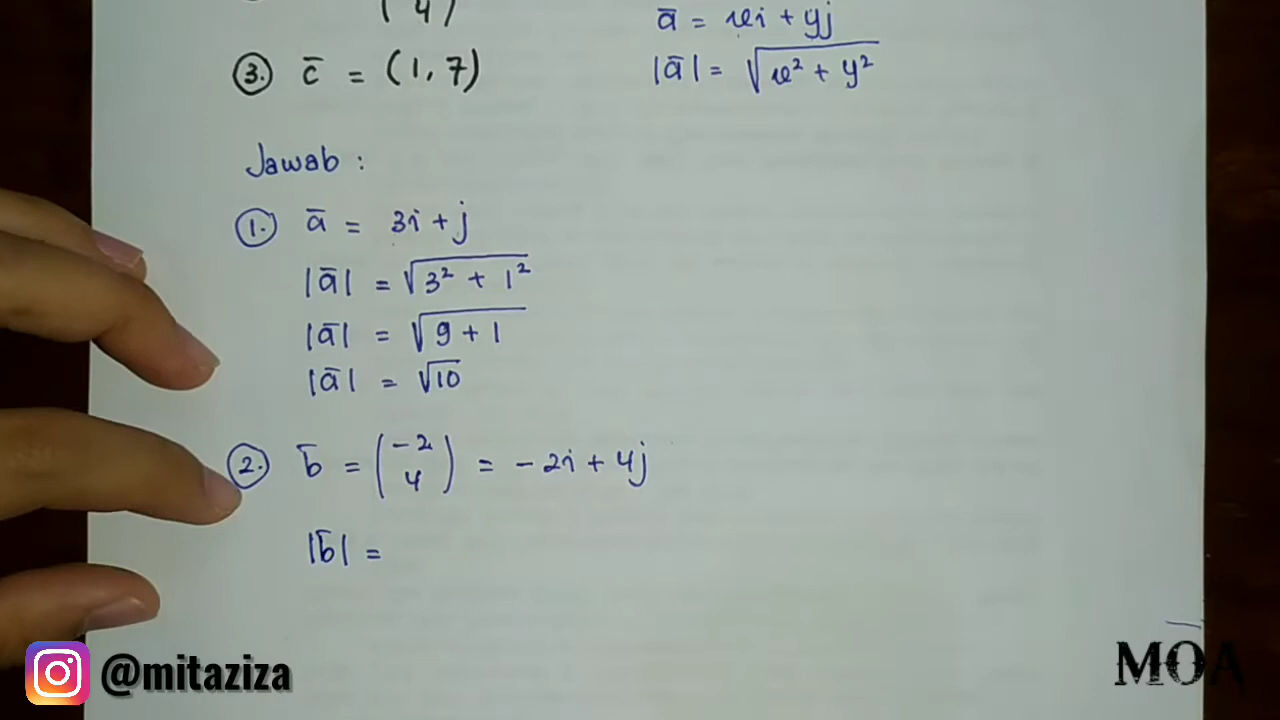 4
③. c̄ = (1, 7)
ā = xi + yj
|ā| = √x² + y²
Jawab :
①. ā = 3i + j
|ā| = √3² + 1²
|ā| = √9 + 1
|ā| = √10
②. b̄ = (-2 4) = -2i + 4j
|b̄| =
@mitaziza
MOA